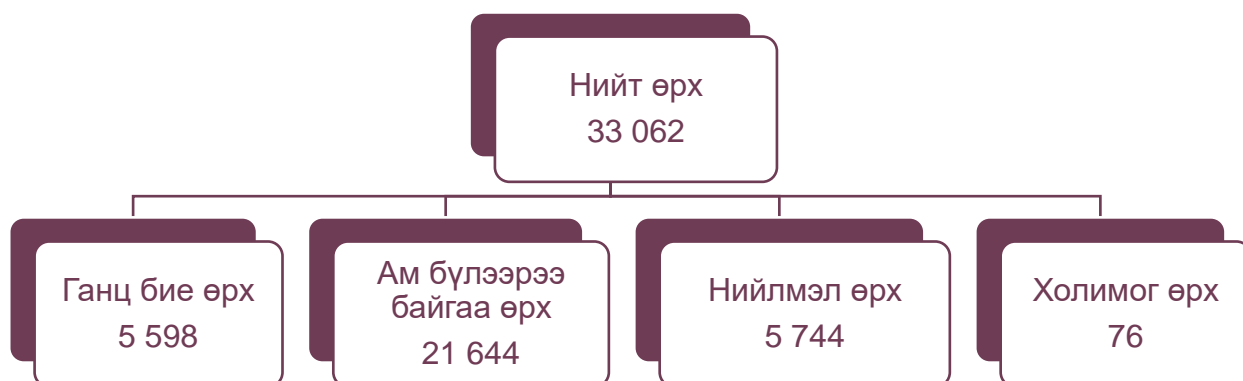 Нийт өрх
33 062
Ганц бие өрх
5 598
Ам бүлээрээ
байгаа өрх
21 644
Нийлмэл өрх
5 744
Холимог өрх
76